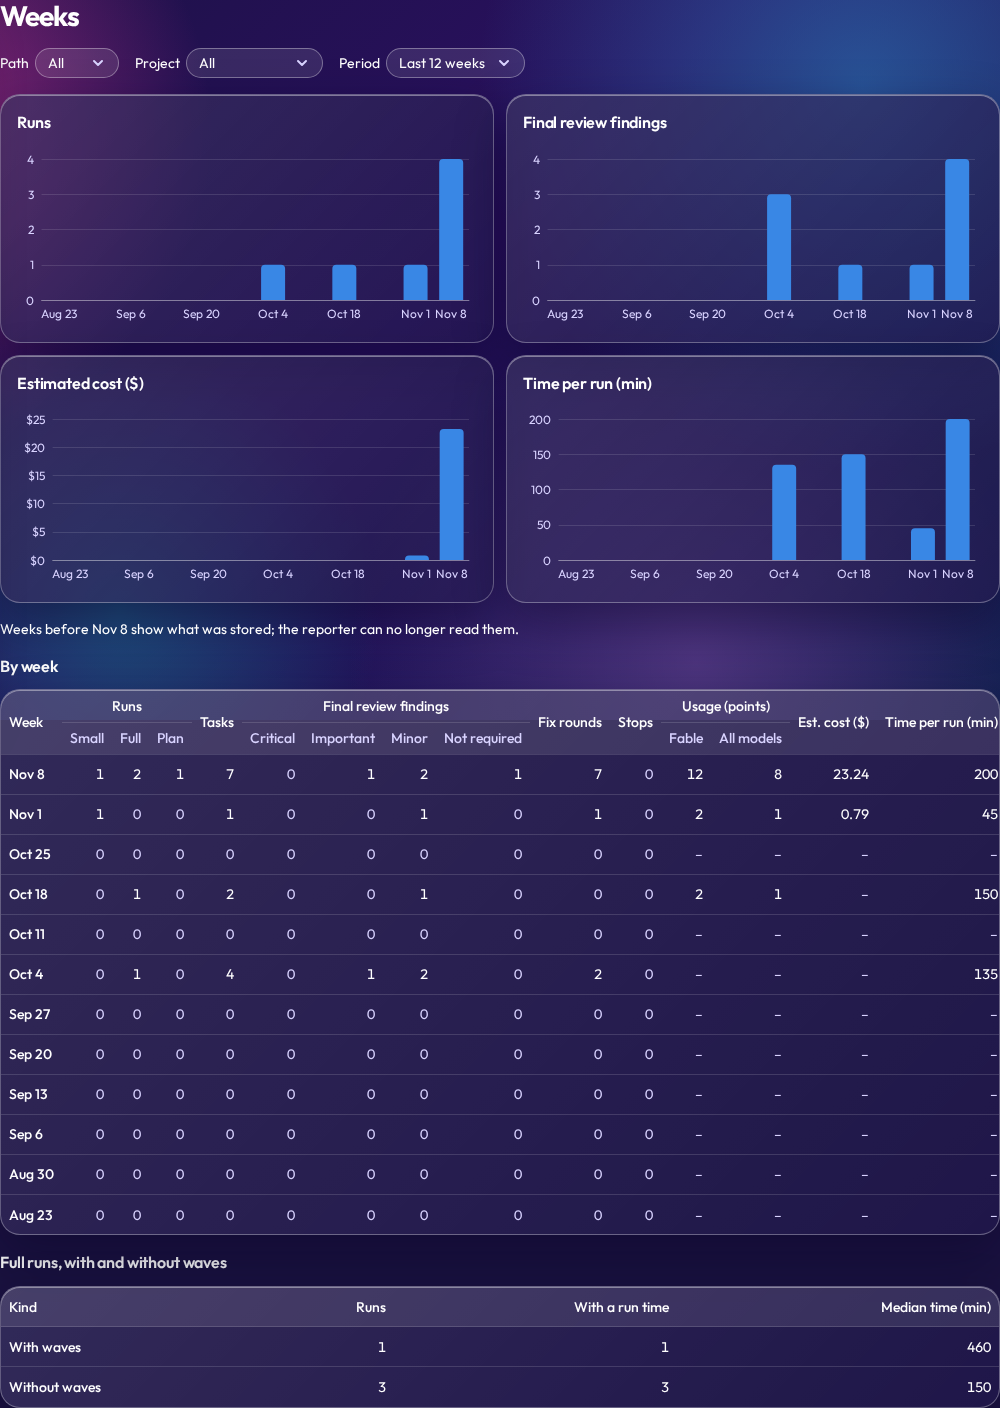 Weeks
Path All Project All Period Last 12 weeks
Runs
4
3
2
1
0
Aug 23 Sep 6 Sep 20 Oct 4 Oct 18 Nov 1 Nov 8
Final review findings
4
3
2
1
0
Aug 23 Sep 6 Sep 20 Oct 4 Oct 18 Nov 1 Nov 8
Estimated cost ($)
$25
$20
$15
$10
$5
$0
Aug 23 Sep 6 Sep 20 Oct 4 Oct 18 Nov 1 Nov 8
Time per run (min)
200
150
100
50
0
Aug 23 Sep 6 Sep 20 Oct 4 Oct 18 Nov 1 Nov 8
Weeks before Nov 8 show what was stored; the reporter can no longer read them.
By week
Runs Final review findings Usage (points)
Week Tasks Fix rounds Stops Est. cost ($) Time per run (min)
Small Full Plan Critical Important Minor Not required Fable All models
Nov 8 1 2 1 7 0 1 2 1 7 0 12 8 23.24 200
Nov 1 1 0 0 1 0 0 1 0 1 0 2 1 0.79 45
Oct 25 0 0 0 0 0 0 0 0 0 0 – – – –
Oct 18 0 1 0 2 0 0 1 0 0 0 2 1 – 150
Oct 11 0 0 0 0 0 0 0 0 0 0 – – – –
Oct 4 0 1 0 4 0 1 2 0 2 0 – – – 135
Sep 27 0 0 0 0 0 0 0 0 0 0 – – – –
Sep 20 0 0 0 0 0 0 0 0 0 0 – – – –
Sep 13 0 0 0 0 0 0 0 0 0 0 – – – –
Sep 6 0 0 0 0 0 0 0 0 0 0 – – – –
Aug 30 0 0 0 0 0 0 0 0 0 0 – – – –
Aug 23 0 0 0 0 0 0 0 0 0 0 – – – –
Full runs, with and without waves
Kind Runs With a run time Median time (min)
With waves 1 1 460
Without waves 3 3 150